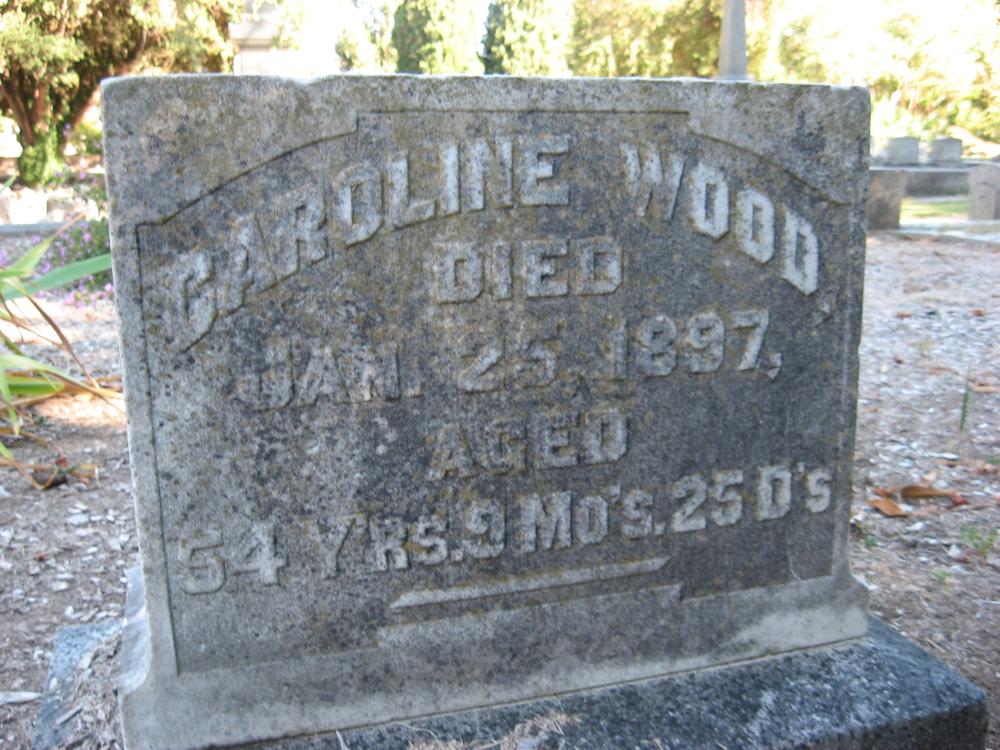 CAROLINE WOOD,
DIED
JAN. 25, 1897,
AGED
54 YRS. 9 MO'S. 25 D'S